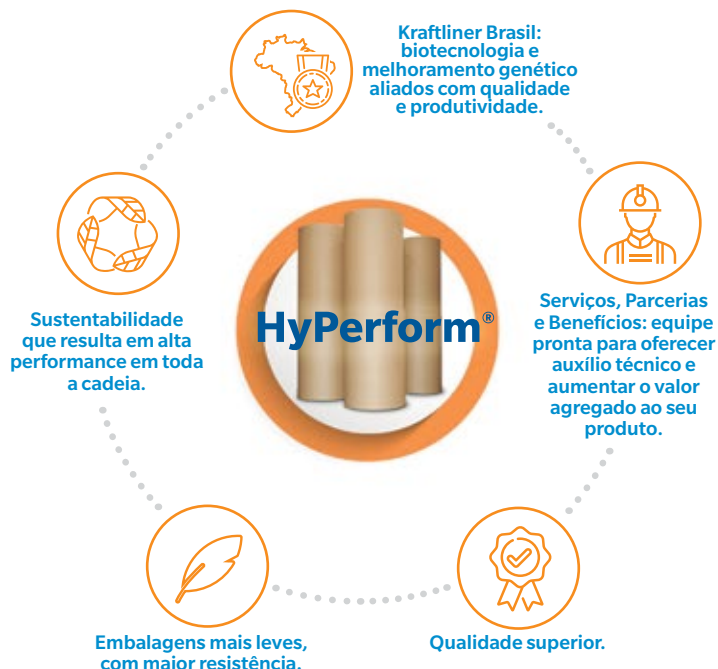 Kraftliner Brasil:
biotecnologia e
melhoramento genético
aliados com qualidade
e produtividade.
Serviços, Parcerias
e Benefícios: equipe
pronta para oferecer
auxílio técnico e
aumentar o valor
agregado ao seu
produto.
Qualidade superior.
Embalagens mais leves,
com maior resistência.
Sustentabilidade
que resulta em alta
performance em toda
a cadeia.
HyPerform®